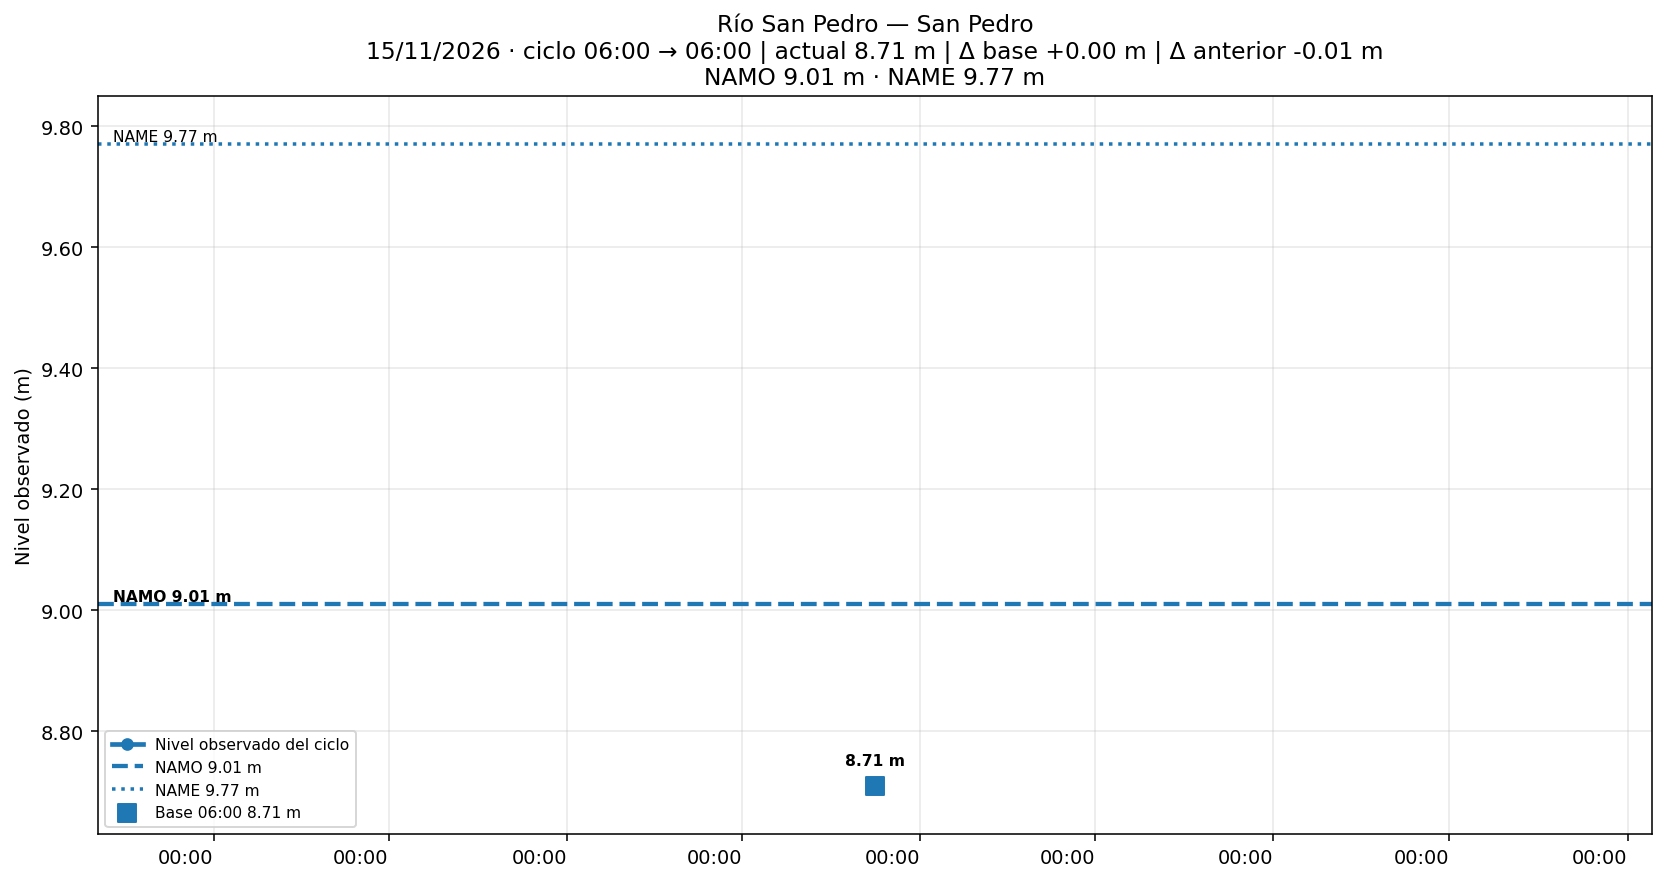 Río San Pedro — San Pedro
15/11/2026 · ciclo 06:00 → 06:00 | actual 8.71 m | Δ base +0.00 m | Δ anterior -0.01 m
NAMO 9.01 m · NAME 9.77 m
Nivel observado (m)
9.80
9.60
9.40
9.20
9.00
8.80
NAME 9.77 m
NAMO 9.01 m
8.71 m
Nivel observado del ciclo
NAMO 9.01 m
NAME 9.77 m
Base 06:00 8.71 m
00:00 00:00 00:00 00:00 00:00 00:00 00:00 00:00 00:00